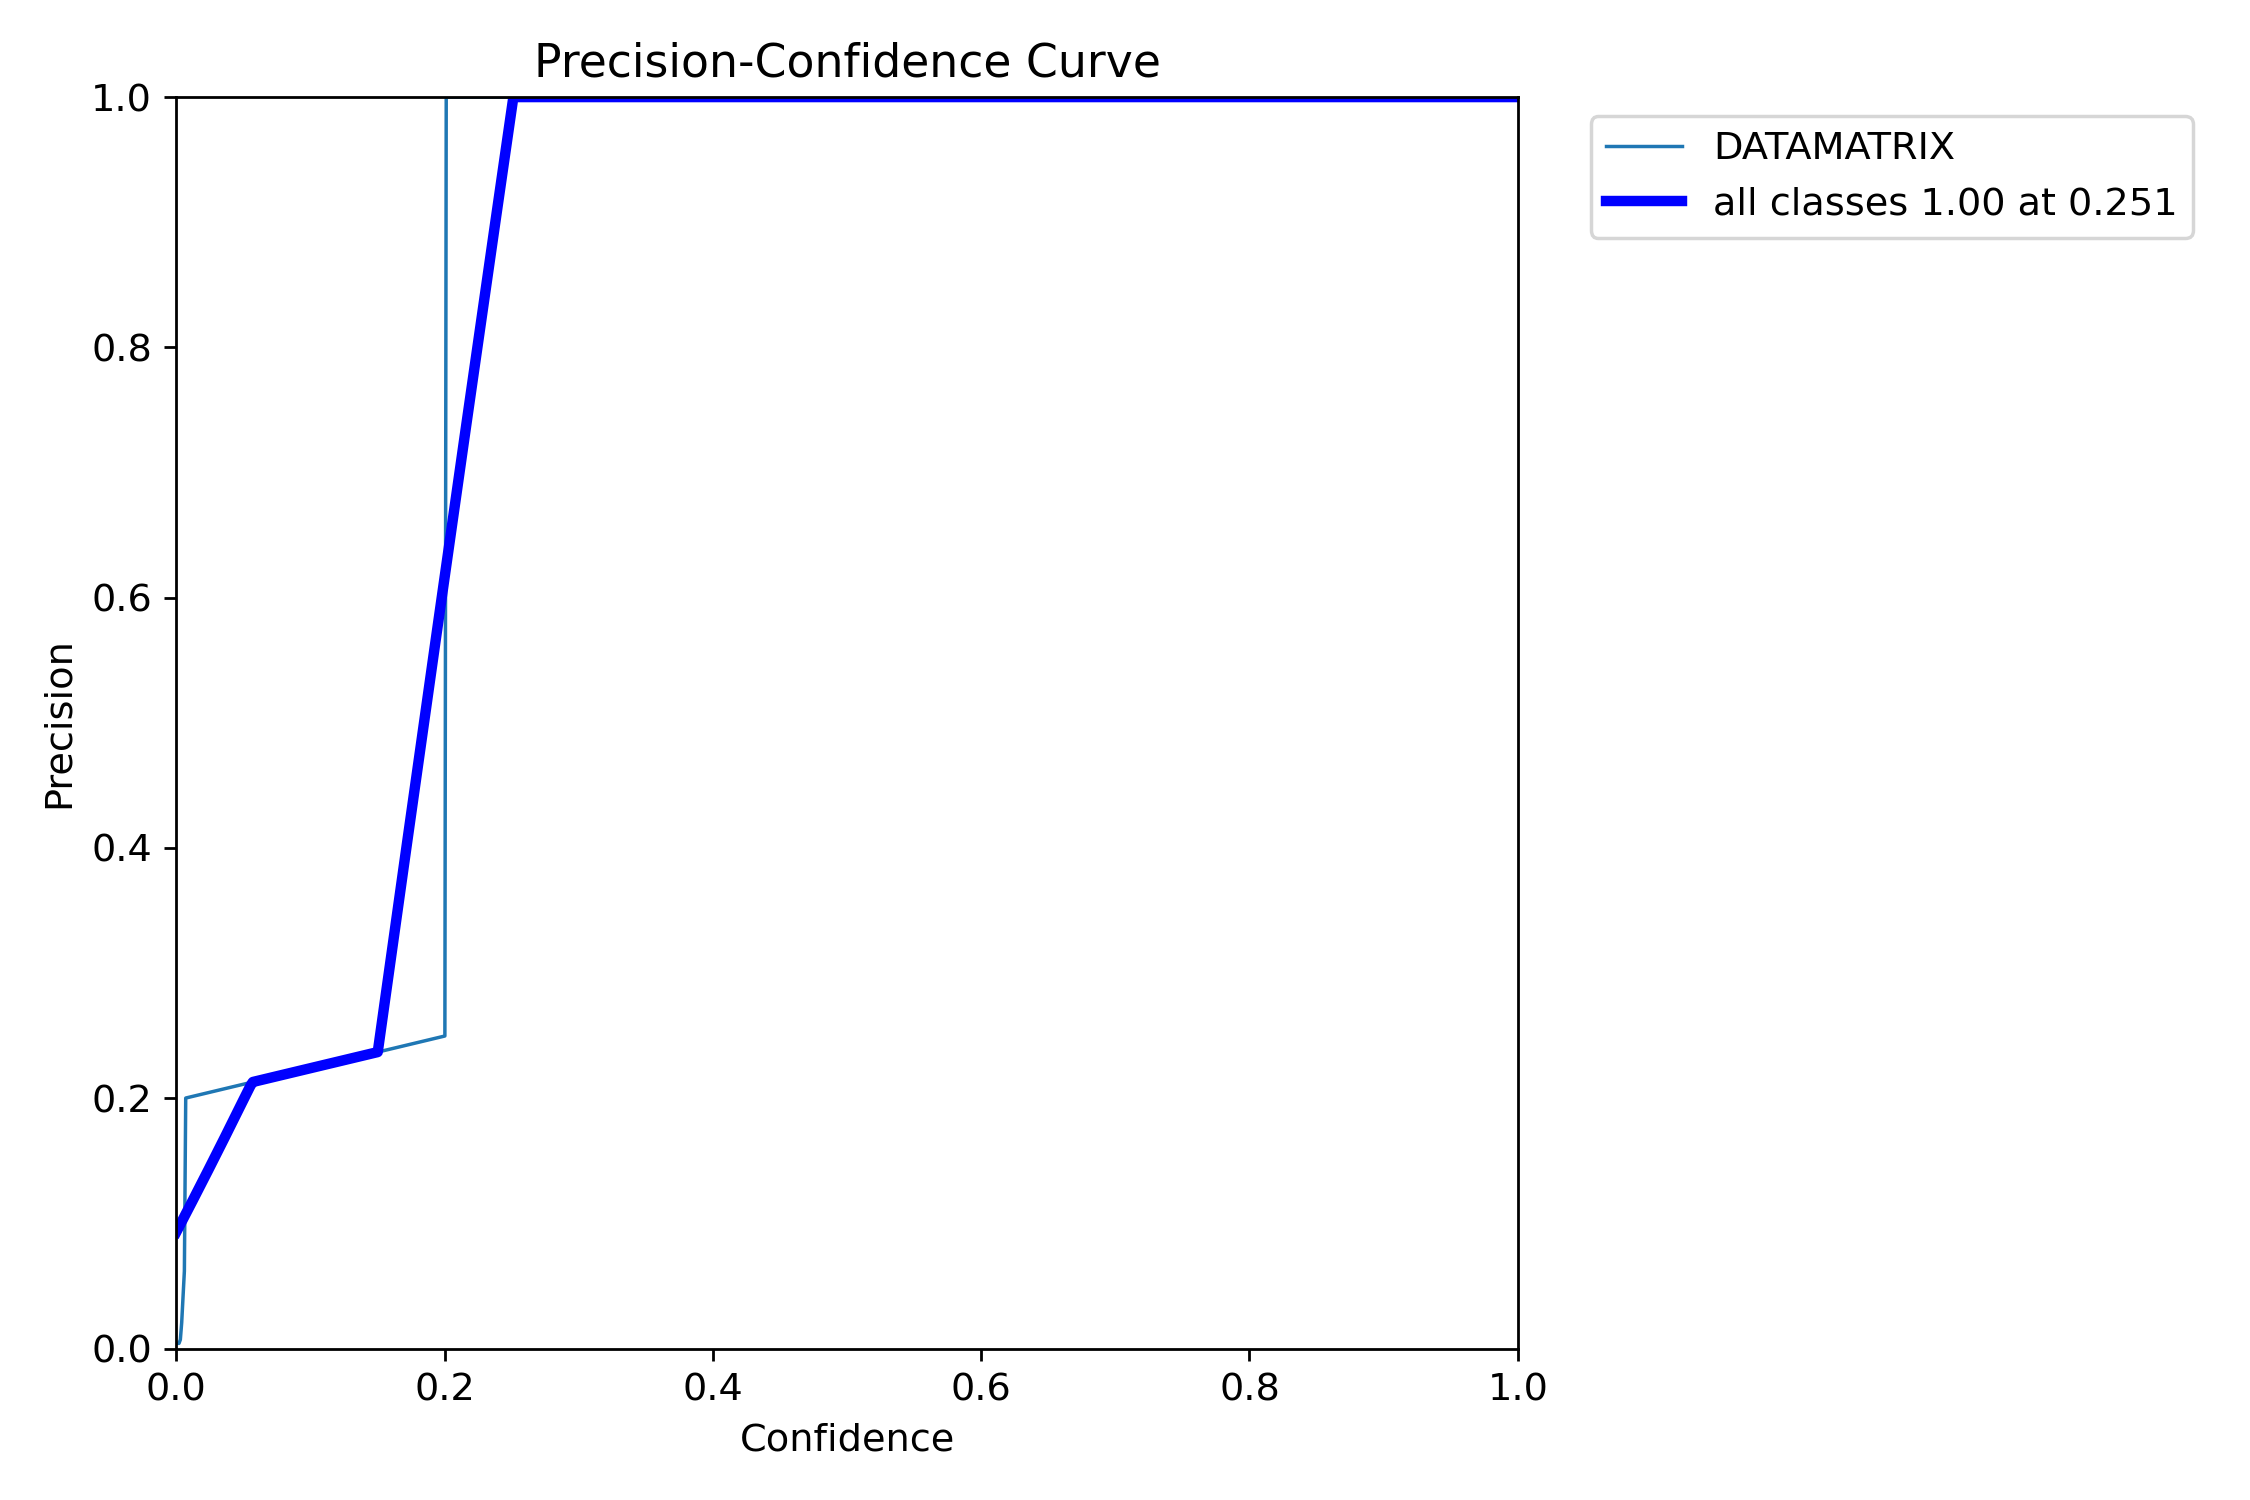 Precision-Confidence Curve
1.0
0.8
0.6
0.4
0.2
0.0
Precision
0.0 0.2 0.4 0.6 0.8 1.0
Confidence
DATAMATRIX
all classes 1.00 at 0.251